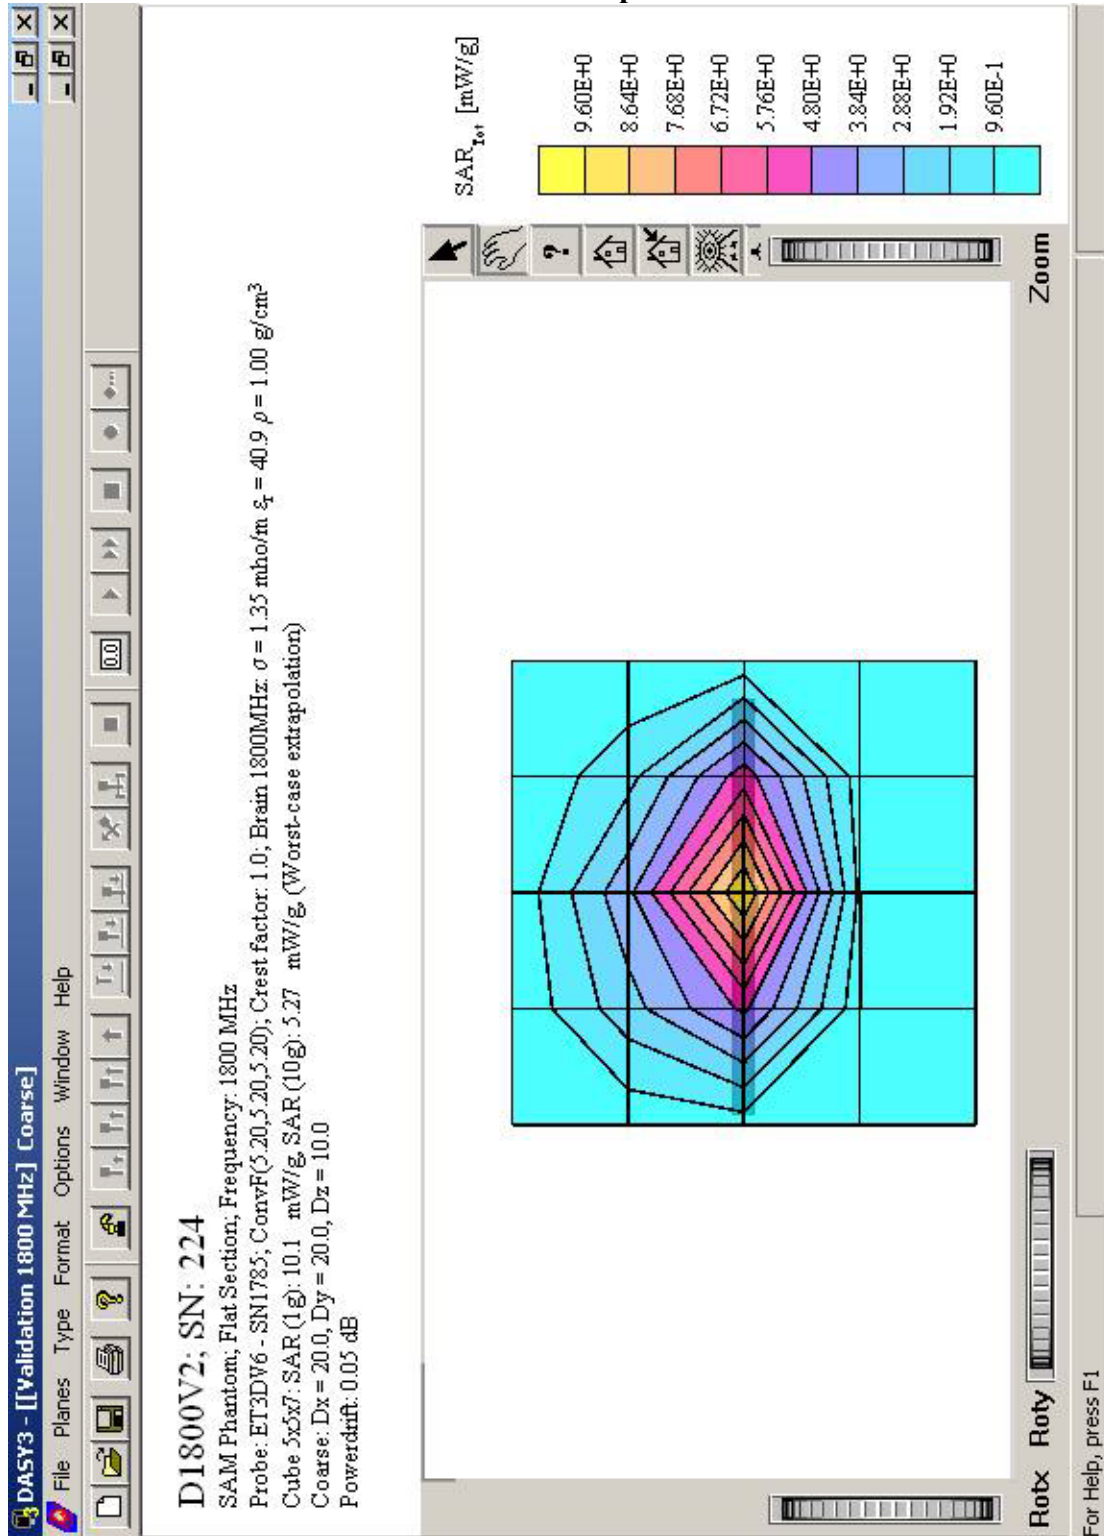 DASY3 - [[Validation 1800 MHz] Coarse]
File Planes Type Format Options Window Help
0.0
D1800V2; SN: 224
SAM Phantom; Flat Section; Frequency: 1800 MHz
Probe: ET3DV6 - SN1785; ConvF(5.20,5.20,5.20); Crest factor: 1.0; Brain 1800MHz: σ = 1.35 mho/m εr = 40.9 ρ = 1.00 g/cm³
Cube 5x5x7: SAR (1g): 10.1 mW/g, SAR (10g): 5.27 mW/g, (Worst-case extrapolation)
Coarse: Dx = 20.0, Dy = 20.0, Dz = 10.0
Powerdrift: 0.05 dB
SARTot [mW/g]
9.60E+0
8.64E+0
7.68E+0
6.72E+0
5.76E+0
4.80E+0
3.84E+0
2.88E+0
1.92E+0
9.60E-1
Rotx Roty Zoom
For Help, press F1